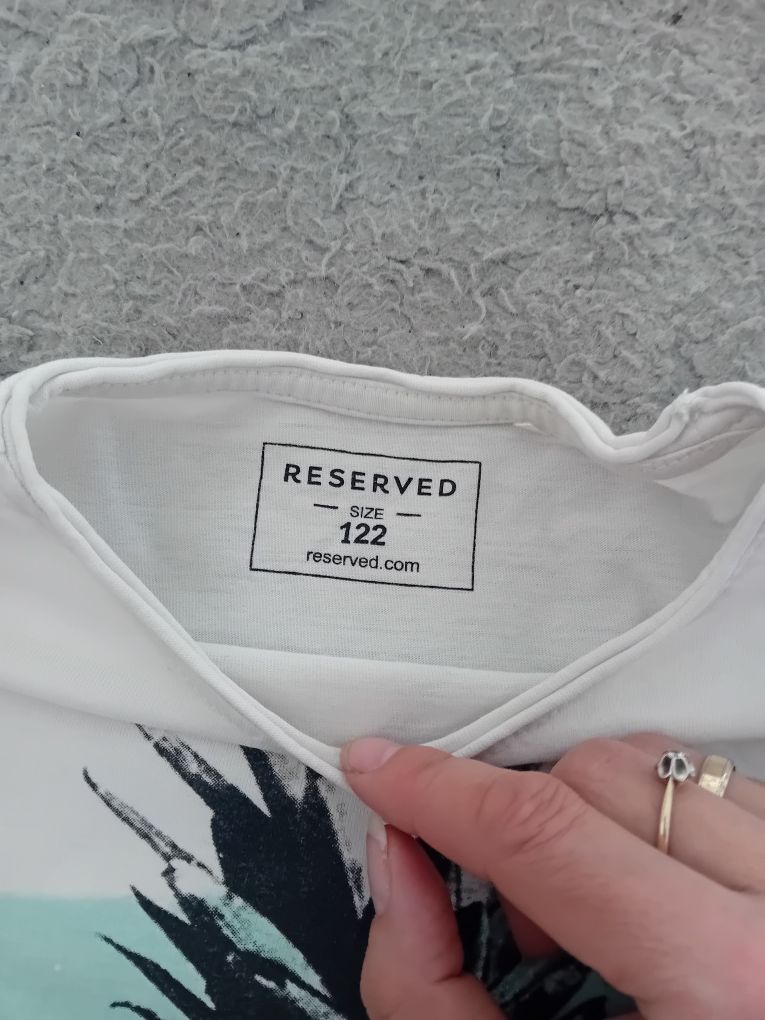 RESERVED
— SIZE —
122
reserved.com